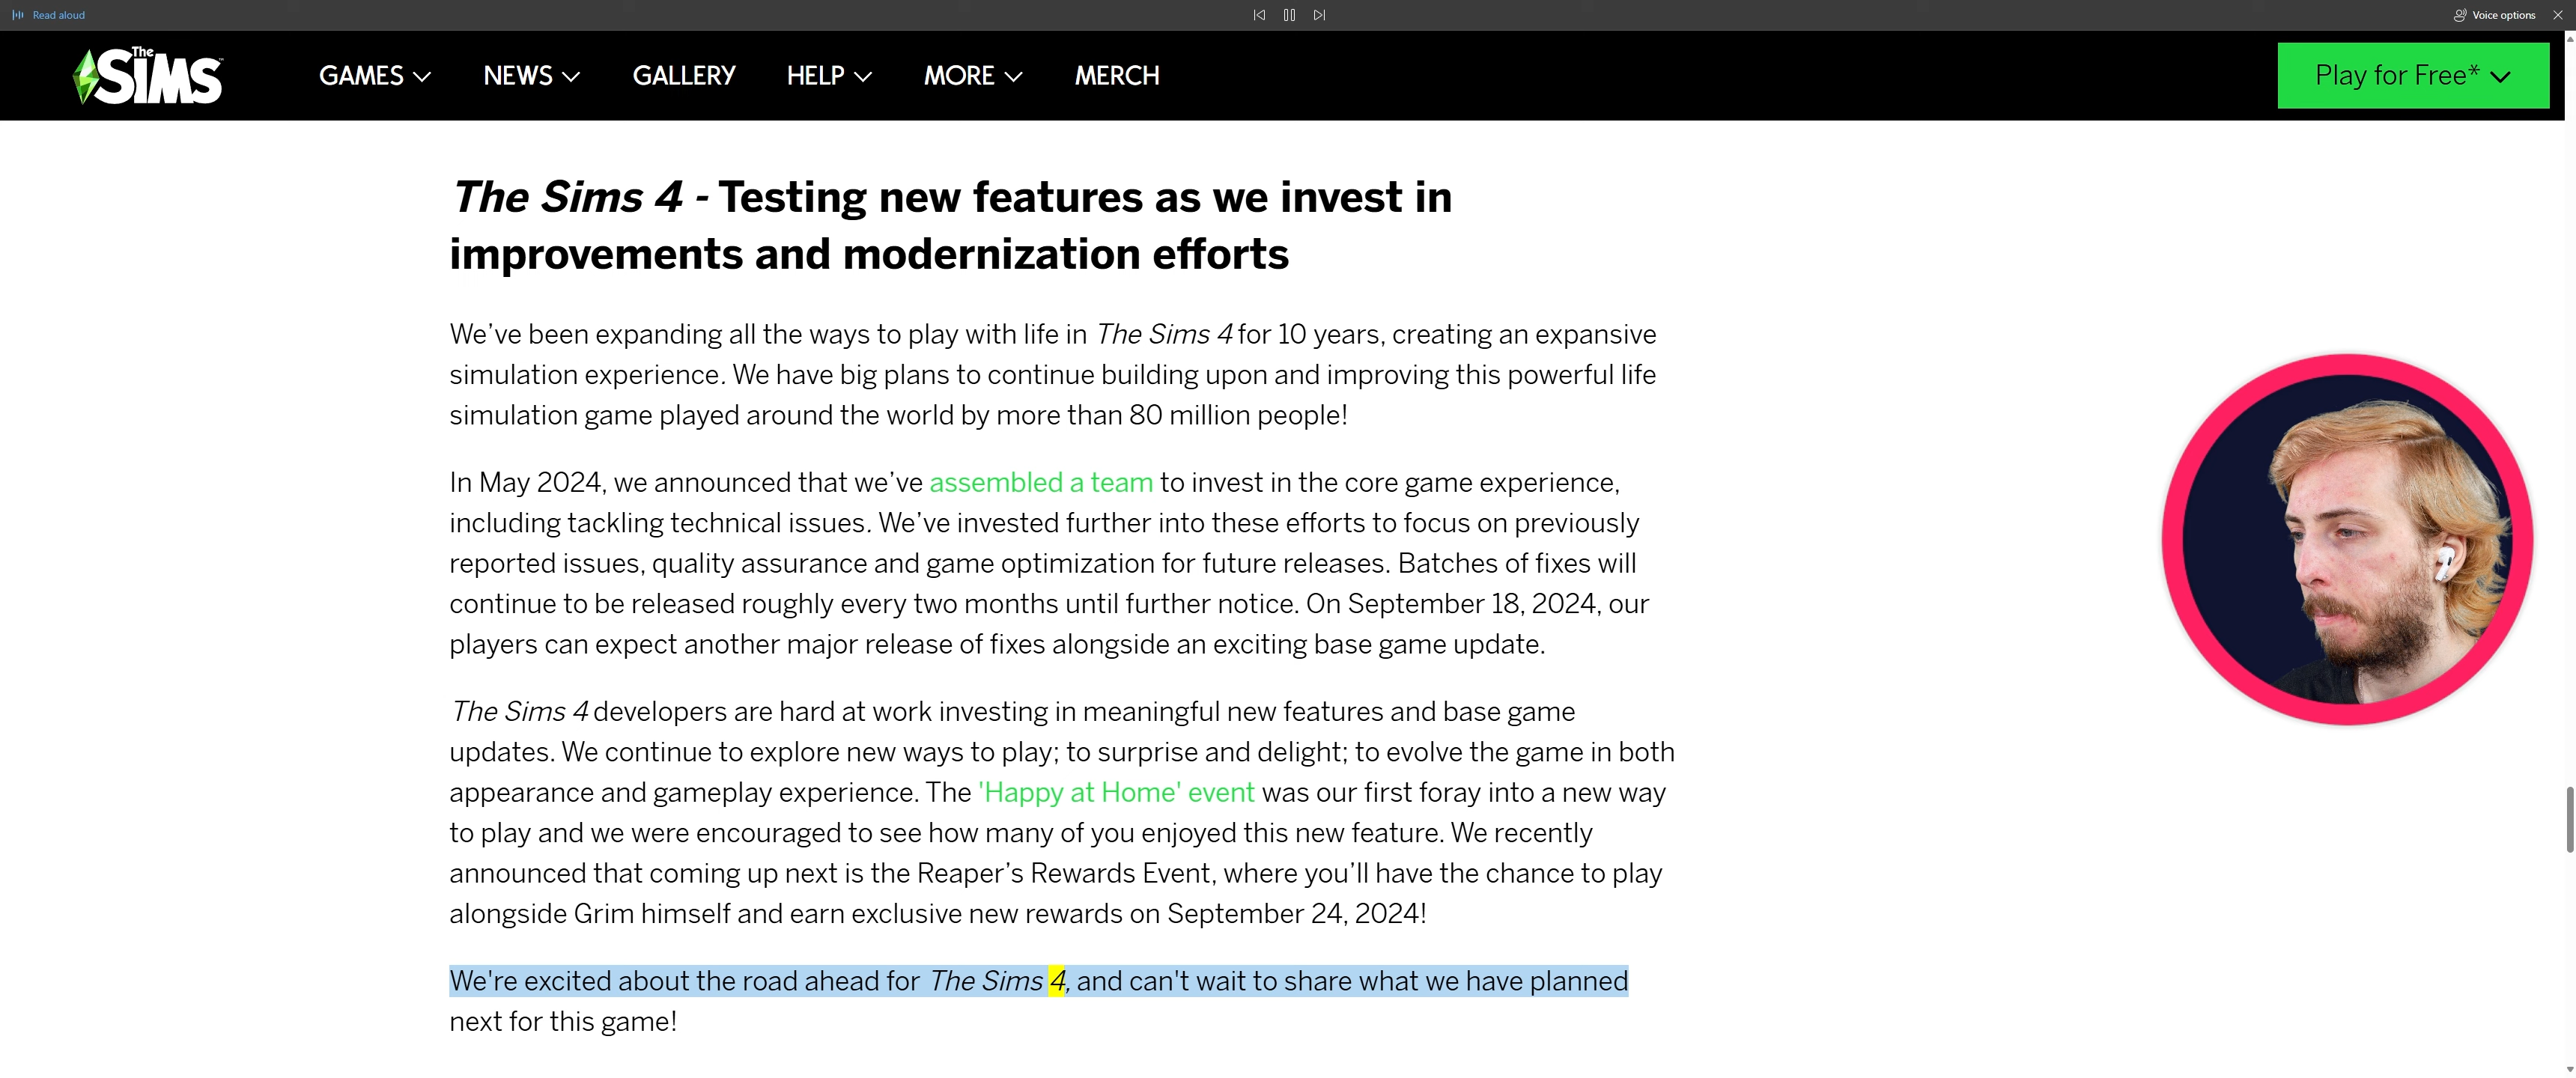 Read aloud
Voice options
The Sims
GAMES
NEWS
GALLERY
HELP
MORE
MERCH
Play for Free*
The Sims 4 - Testing new features as we invest in
improvements and modernization efforts
We’ve been expanding all the ways to play with life in The Sims 4 for 10 years, creating an expansive
simulation experience. We have big plans to continue building upon and improving this powerful life
simulation game played around the world by more than 80 million people!
In May 2024, we announced that we’ve assembled a team to invest in the core game experience,
including tackling technical issues. We’ve invested further into these efforts to focus on previously
reported issues, quality assurance and game optimization for future releases. Batches of fixes will
continue to be released roughly every two months until further notice. On September 18, 2024, our
players can expect another major release of fixes alongside an exciting base game update.
The Sims 4 developers are hard at work investing in meaningful new features and base game
updates. We continue to explore new ways to play; to surprise and delight; to evolve the game in both
appearance and gameplay experience. The 'Happy at Home' event was our first foray into a new way
to play and we were encouraged to see how many of you enjoyed this new feature. We recently
announced that coming up next is the Reaper’s Rewards Event, where you’ll have the chance to play
alongside Grim himself and earn exclusive new rewards on September 24, 2024!
We're excited about the road ahead for The Sims 4, and can't wait to share what we have planned
next for this game!